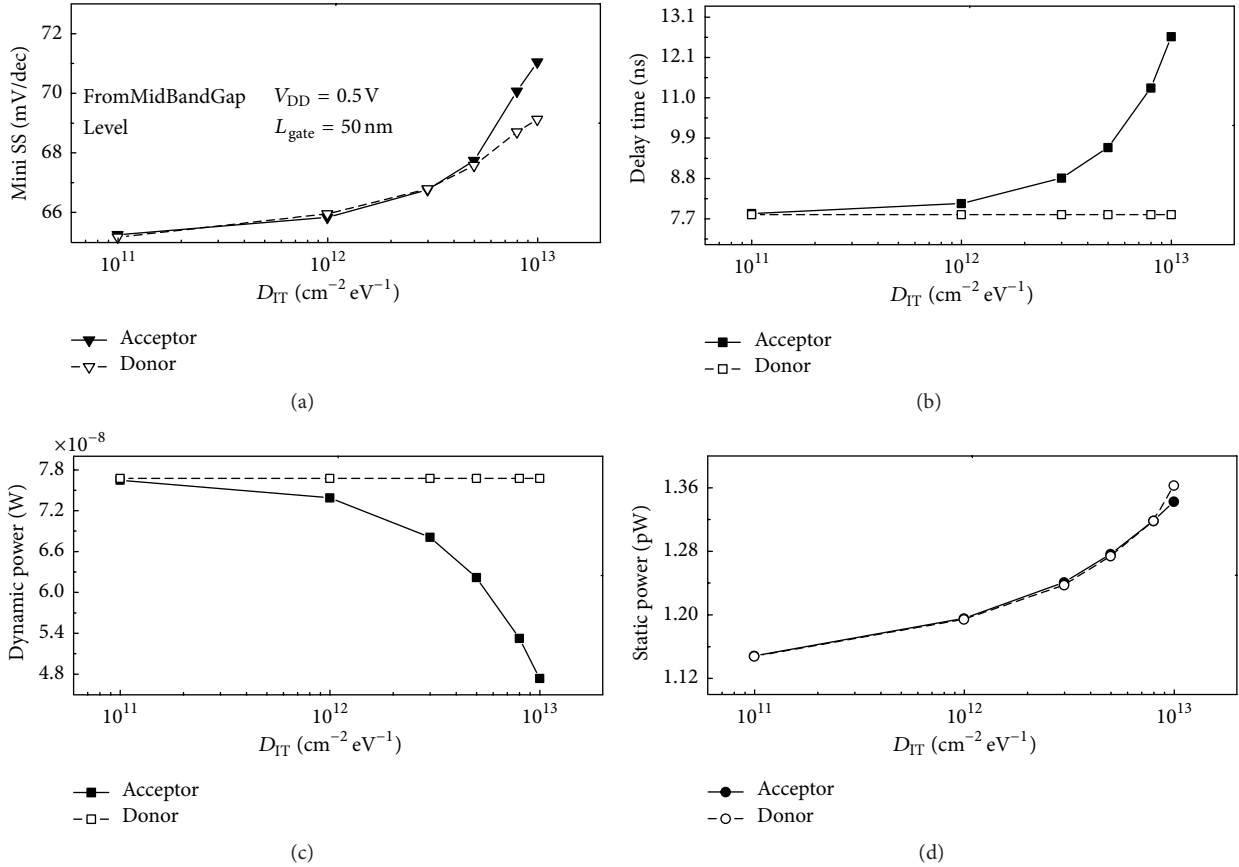 72
70
68
66
Mini SS (mV/dec)
FromMidBandGap
Level
V_DD = 0.5 V
L_gate = 50 nm
10^11
10^12
10^13
D_IT (cm^−2 eV^−1)
Acceptor
Donor
(a)
13.1
12.1
11.0
9.9
8.8
7.7
Delay time (ns)
10^11
10^12
10^13
D_IT (cm^−2 eV^−1)
Acceptor
Donor
(b)
×10^−8
7.8
7.2
6.6
6.0
5.4
4.8
Dynamic power (W)
10^11
10^12
10^13
D_IT (cm^−2 eV^−1)
Acceptor
Donor
(c)
1.36
1.28
1.20
1.12
Static power (pW)
10^11
10^12
10^13
D_IT (cm^−2 eV^−1)
Acceptor
Donor
(d)